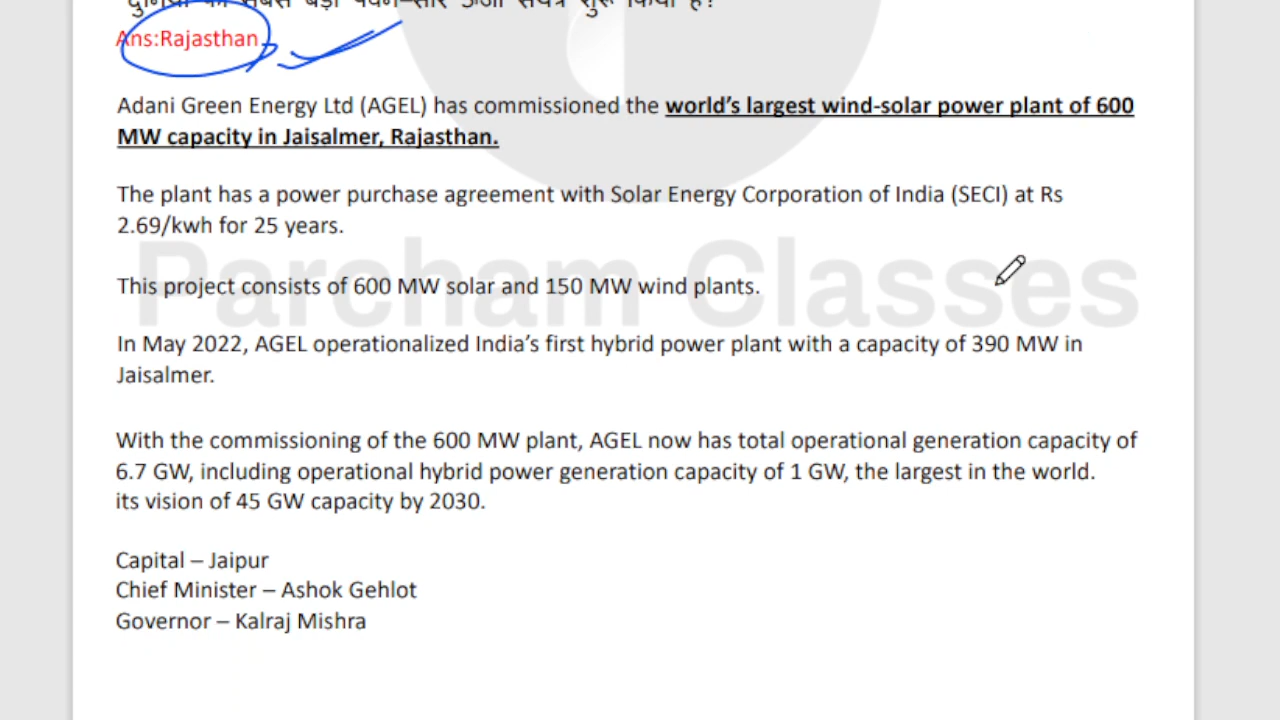 दुनिया का सबसे बड़ा पवन-सौर ऊर्जा संयंत्र शुरू किया है?
Ans:Rajasthan
Adani Green Energy Ltd (AGEL) has commissioned the world’s largest wind-solar power plant of 600
MW capacity in Jaisalmer, Rajasthan.
The plant has a power purchase agreement with Solar Energy Corporation of India (SECI) at Rs
2.69/kwh for 25 years.
Parcham Classes
This project consists of 600 MW solar and 150 MW wind plants.
In May 2022, AGEL operationalized India’s first hybrid power plant with a capacity of 390 MW in
Jaisalmer.
With the commissioning of the 600 MW plant, AGEL now has total operational generation capacity of
6.7 GW, including operational hybrid power generation capacity of 1 GW, the largest in the world.
its vision of 45 GW capacity by 2030.
Capital – Jaipur
Chief Minister – Ashok Gehlot
Governor – Kalraj Mishra